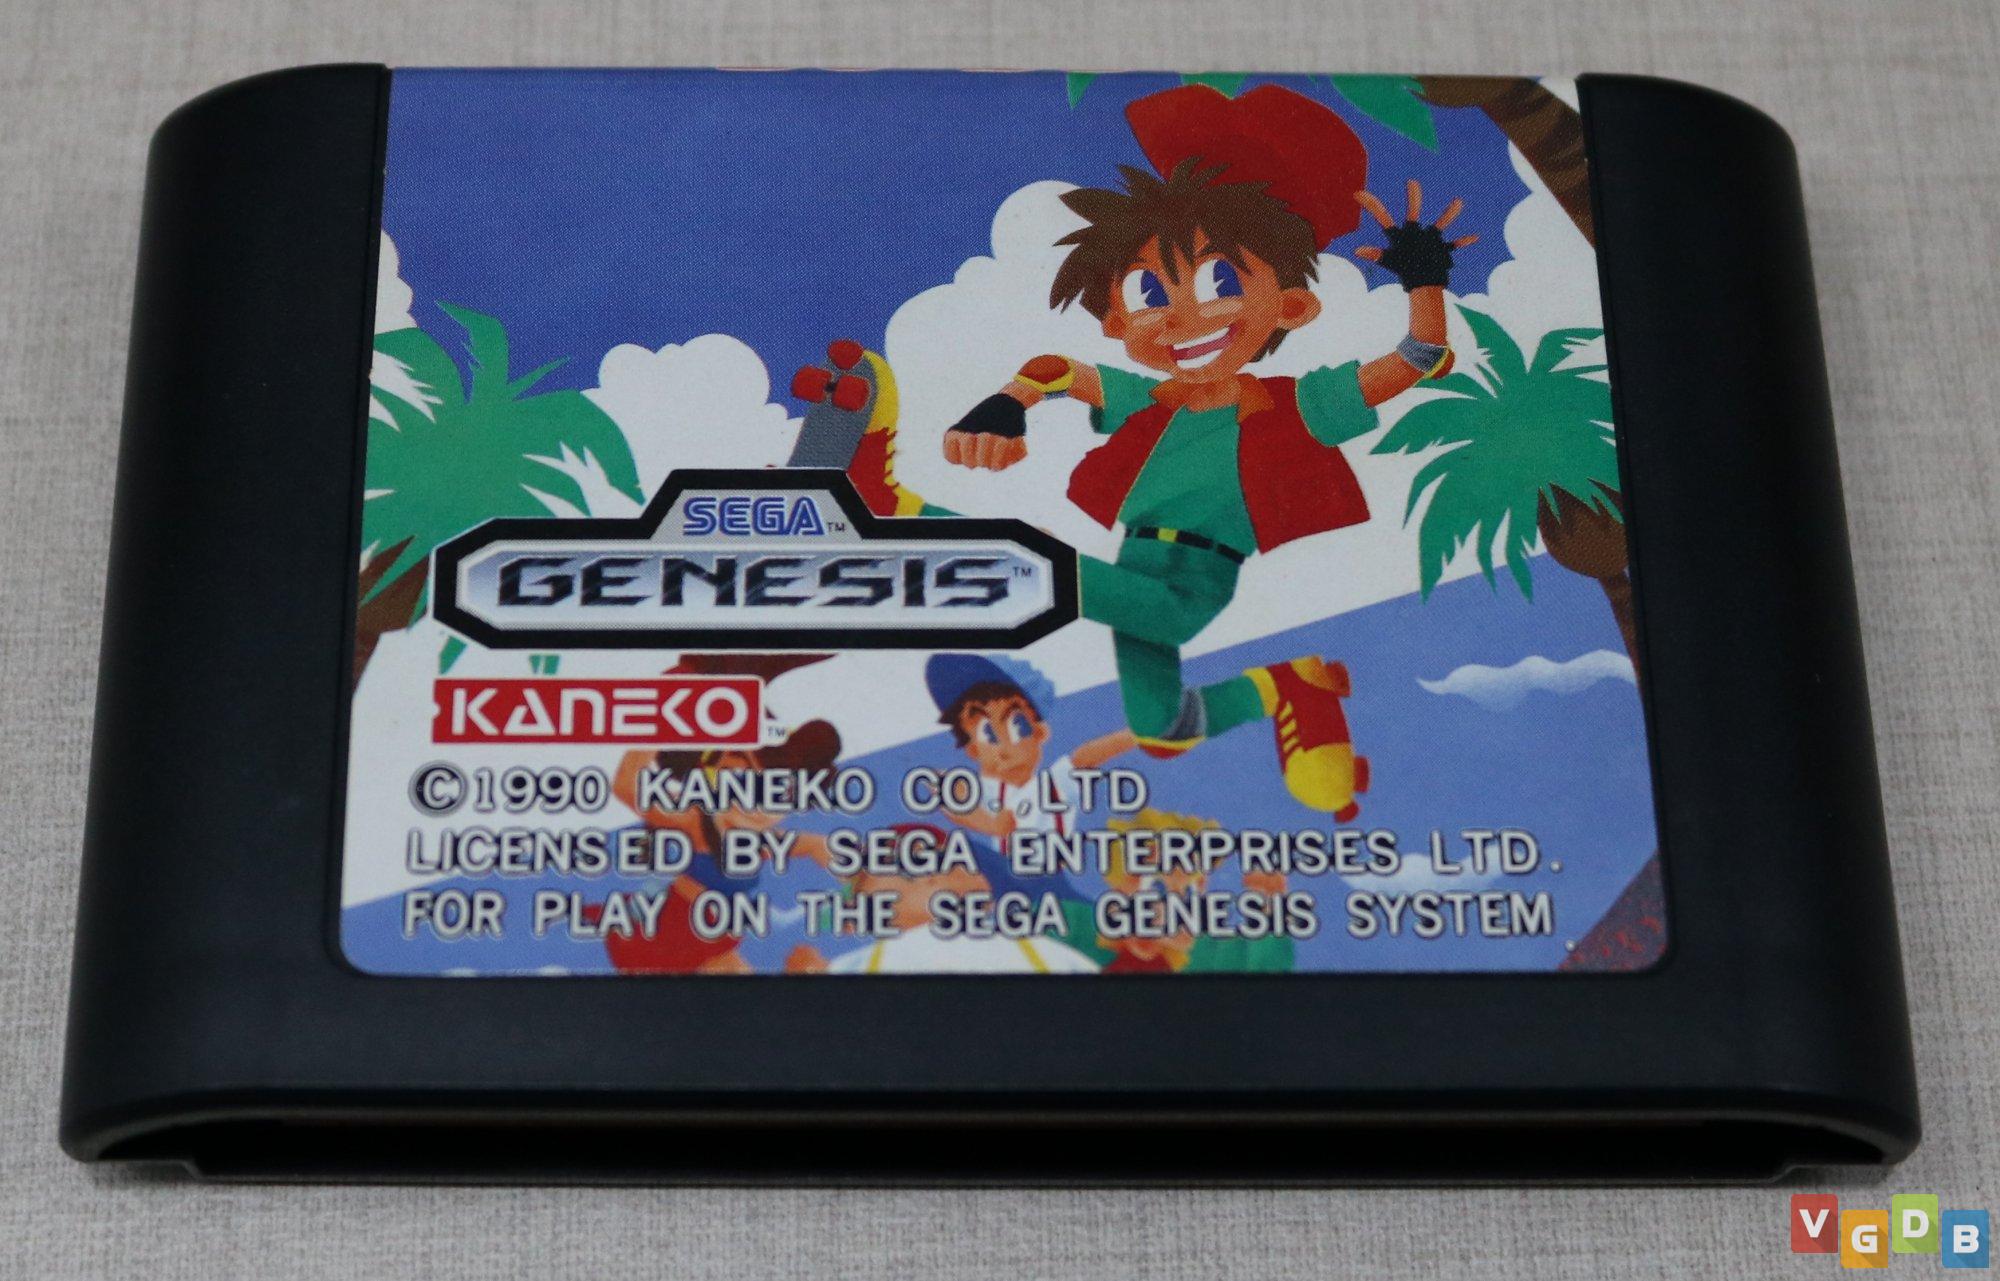 SEGA™
GENESIS™
KANEKO™
©1990 KANEKO CO.,LTD
LICENSED BY SEGA ENTERPRISES LTD.
FOR PLAY ON THE SEGA GENESIS SYSTEM.
VGDB